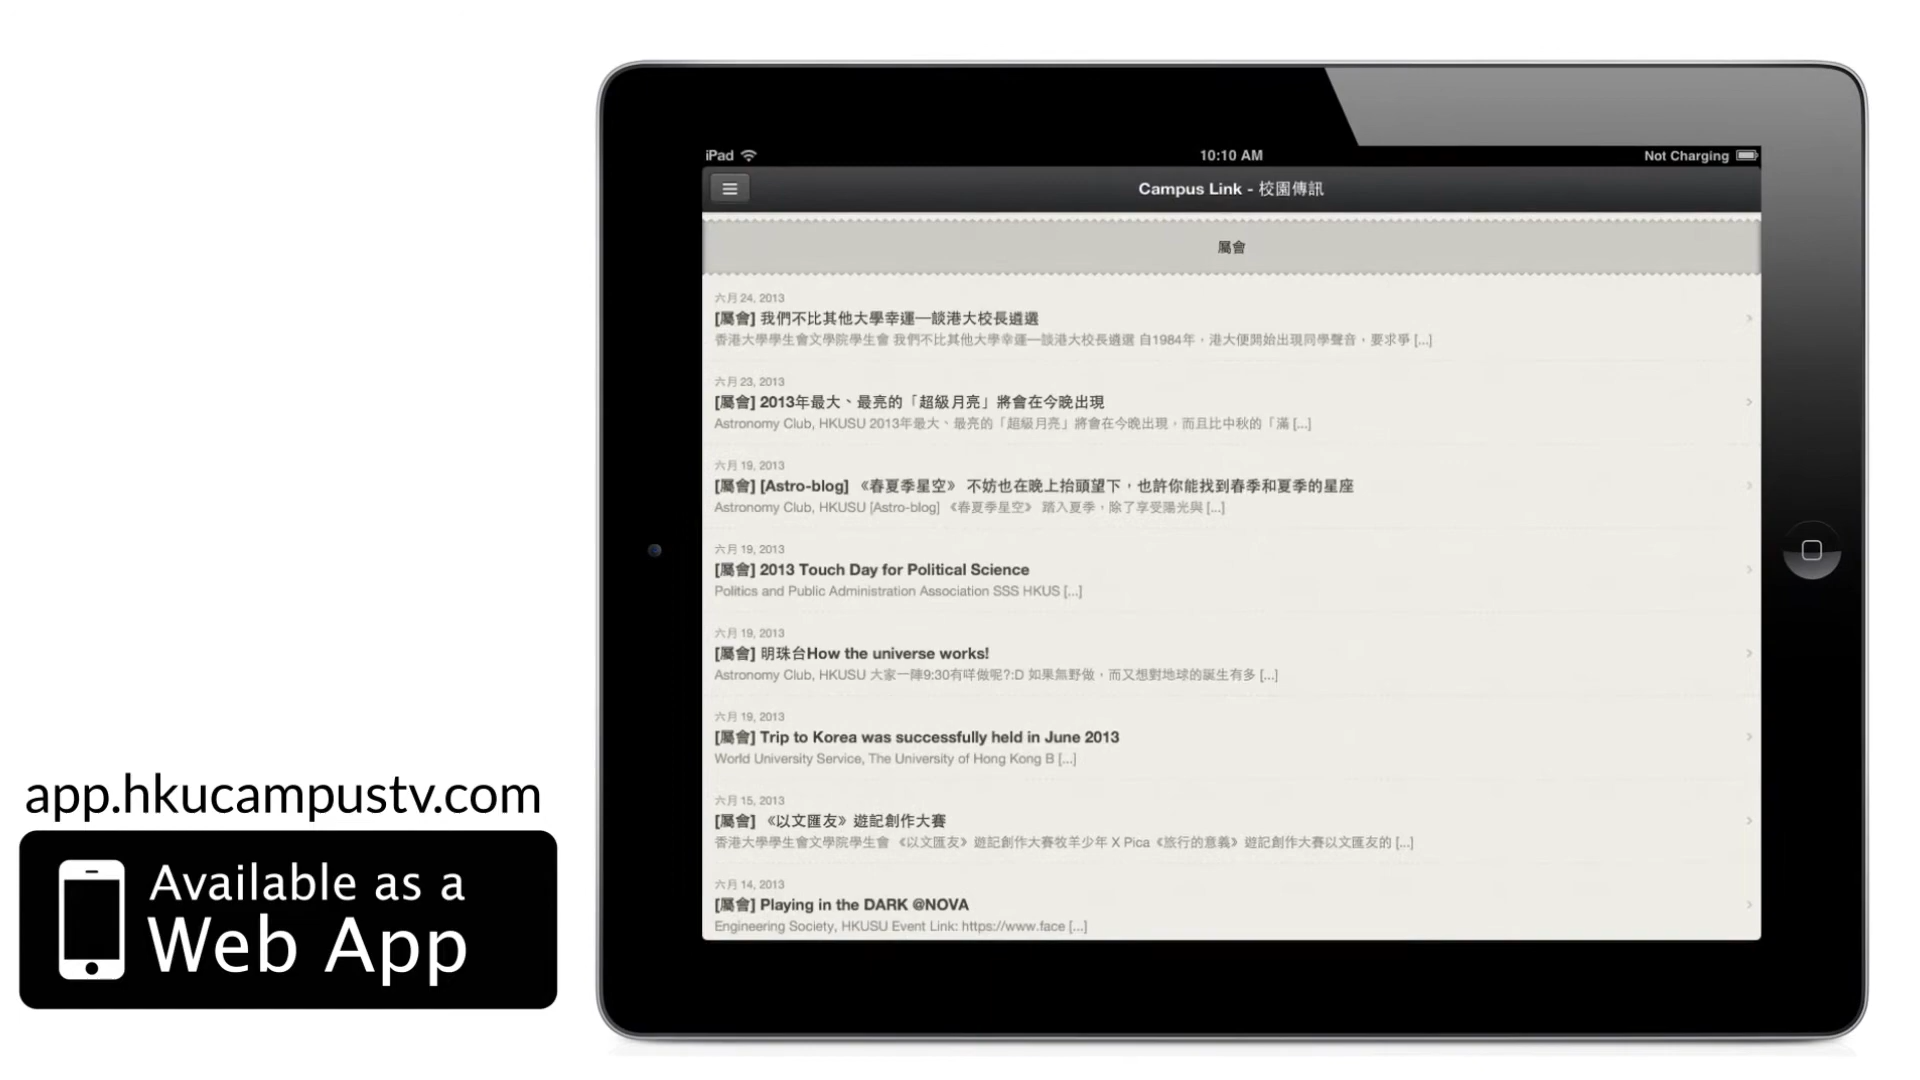 iPad
10:10 AM
Not Charging
Campus Link - 校園傳訊
屬會
六月 24, 2013
[屬會] 我們不比其他大學幸運—談港大校長遴選
香港大學學生會文學院學生會 我們不比其他大學幸運—談港大校長遴選 自1984年，港大便開始出現同學聲音，要求爭 [...]
六月 23, 2013
[屬會] 2013年最大、最亮的「超級月亮」將會在今晚出現
Astronomy Club, HKUSU 2013年最大、最亮的「超級月亮」將會在今晚出現，而且比中秋的「滿 [...]
六月 19, 2013
[屬會] [Astro-blog] 《春夏季星空》 不妨也在晚上抬頭望下，也許你能找到春季和夏季的星座
Astronomy Club, HKUSU [Astro-blog] 《春夏季星空》 踏入夏季，除了享受陽光與 [...]
六月 19, 2013
[屬會] 2013 Touch Day for Political Science
Politics and Public Administration Association SSS HKUS [...]
六月 19, 2013
[屬會] 明珠台How the universe works!
Astronomy Club, HKUSU 大家一陣9:30有咩做呢?:D 如果無野做，而又想對地球的誕生有多 [...]
六月 19, 2013
[屬會] Trip to Korea was successfully held in June 2013
World University Service, The University of Hong Kong B [...]
六月 15, 2013
[屬會] 《以文匯友》遊記創作大賽
香港大學學生會文學院學生會 《以文匯友》遊記創作大賽牧羊少年 X Pica《旅行的意義》遊記創作大賽以文匯友的 [...]
六月 14, 2013
[屬會] Playing in the DARK @NOVA
Engineering Society, HKUSU Event Link: https://www.face [...]
app.hkucampustv.com
Available as a
Web App